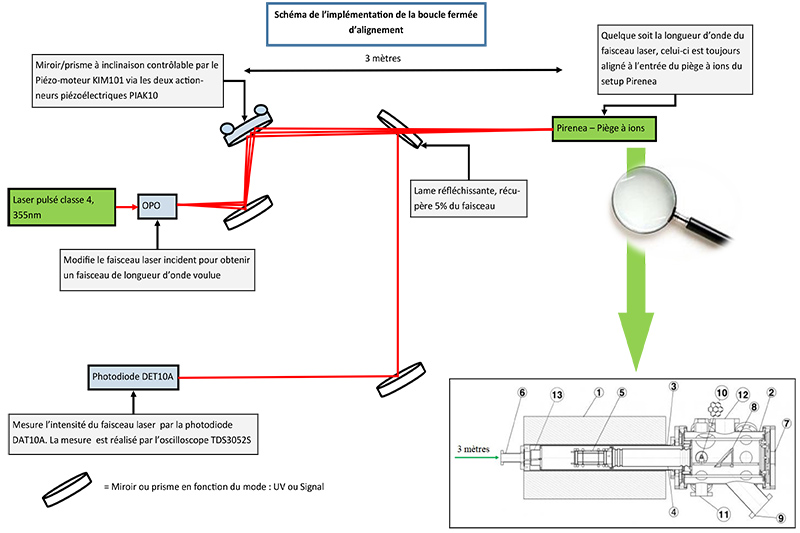 Schéma de l'implémentation de la boucle fermée
d'alignement
Miroir/prisme à inclinaison contrôlable par le
Piézo-moteur KIM101 via les deux action-
neurs piézoélectriques PIAK10
3 mètres
Quelque soit la longueur d'onde du
faisceau laser, celui-ci est toujours
aligné à l'entrée du piège à ions du
setup Pirenea
Pirenea – Piège à ions
Lame réfléchissante, récu-
père 5% du faisceau
Laser pulsé classe 4,
355nm
OPO
Modifie le faisceau laser incident pour obtenir
un faisceau de longueur d'onde voulue
Photodiode DET10A
Mesure l'intensité du faisceau laser par la photodiode
DAT10A. La mesure est réalisé par l'oscilloscope TDS3052S
= Miroir ou prisme en fonction du mode : UV ou Signal
6
13
1
5
3
10
12
8
2
7
3 mètres
A
4
11
9